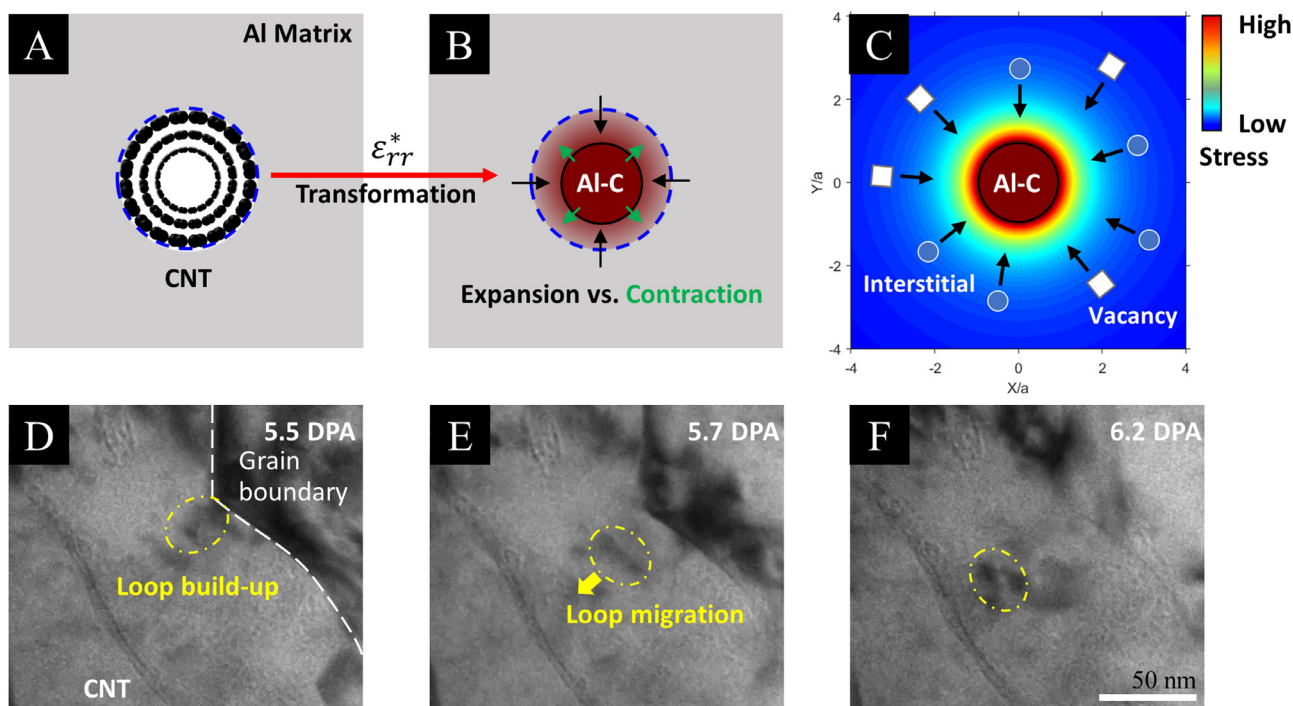 A
Al Matrix
CNT
ε*rr
Transformation
B
Al-C
Expansion vs. Contraction
C
4
2
0
-2
-4
Y/a
-4
-2
0
2
4
X/a
Al-C
Interstitial
Vacancy
High
Low
Stress
D
5.5 DPA
Grain
boundary
Loop build-up
CNT
E
5.7 DPA
Loop migration
F
6.2 DPA
50 nm